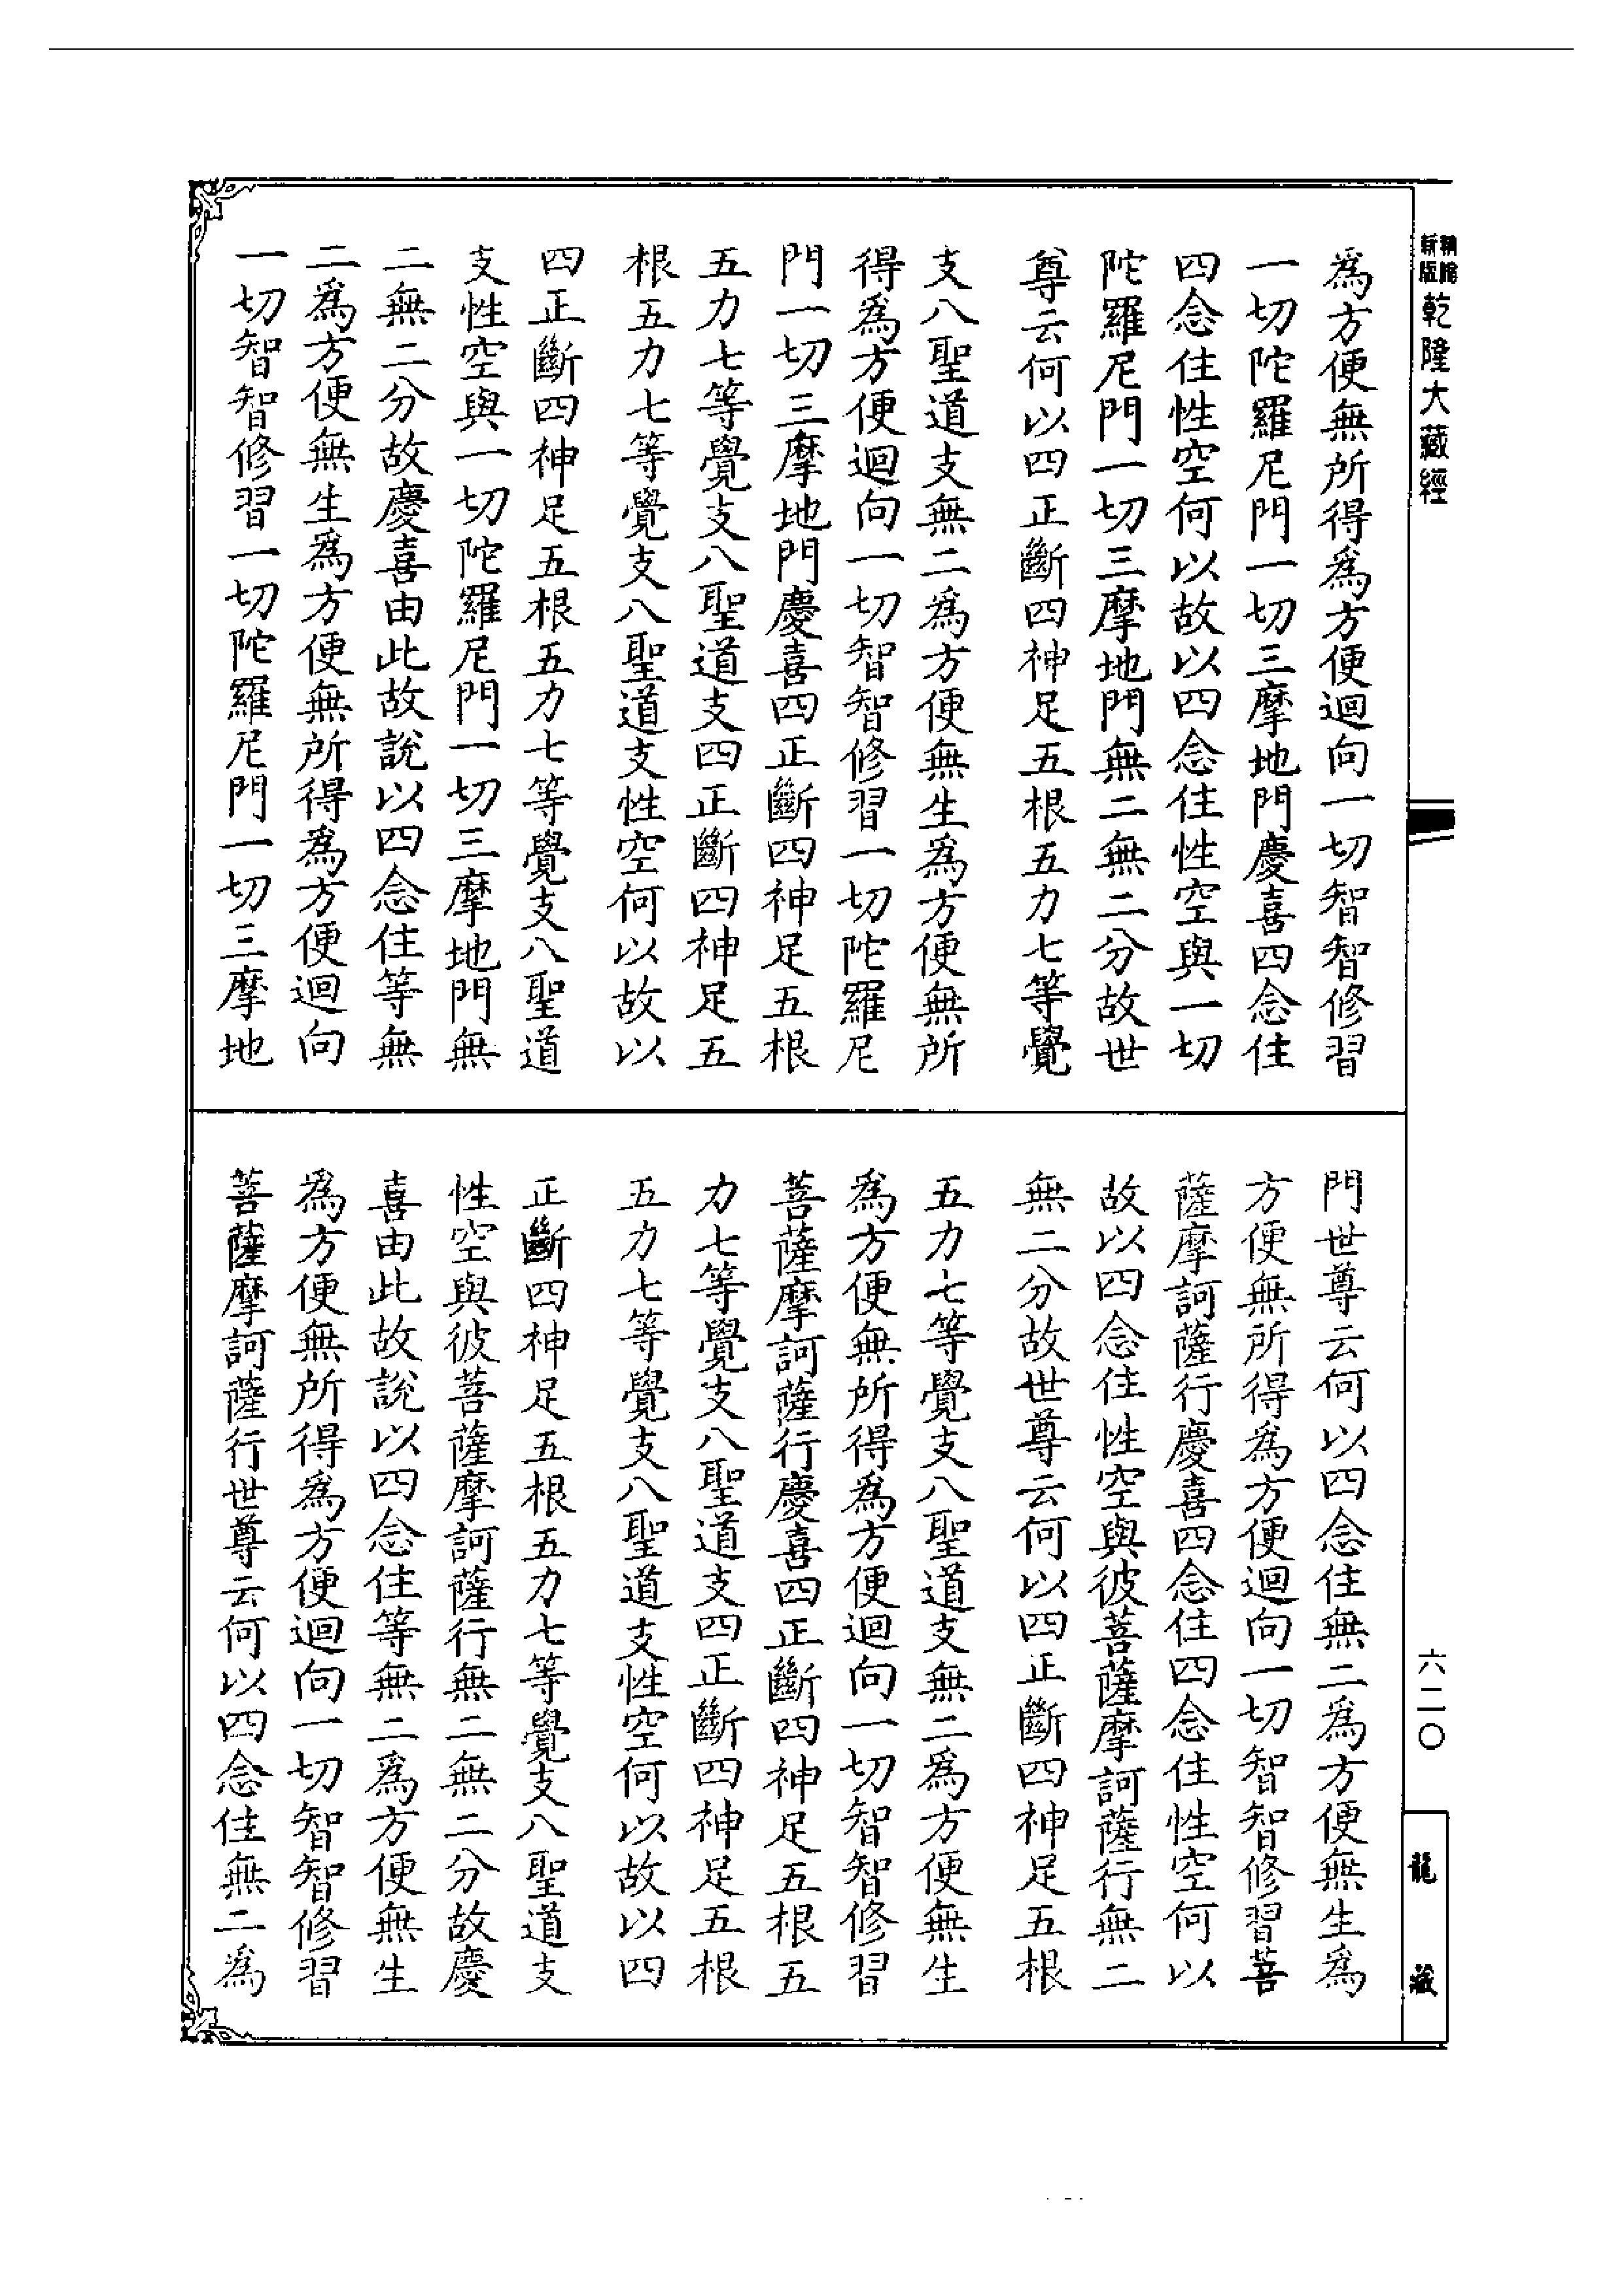 乾隆大藏經
六二〇
龍藏
為方便無所得為方便迴向一切智智修習
一切陀羅尼門一切三摩地門慶喜四念住
四念住性空何以故以四念住性空與一切
陀羅尼門一切三摩地門無二無二分故世
尊云何以四正斷四神足五根五力七等覺
支八聖道支無二為方便無生為方便無所
得為方便迴向一切智智修習一切陀羅尼
門一切三摩地門慶喜四正斷四神足五根
五力七等覺支八聖道支四正斷四神足五
根五力七等覺支八聖道支性空何以故以
四正斷四神足五根五力七等覺支八聖道
支性空與一切陀羅尼門一切三摩地門無
二無二分故慶喜由此故說以四念住等無
二為方便無生為方便無所得為方便迴向
一切智智修習一切陀羅尼門一切三摩地
門世尊云何以四念住無二為方便無生為
方便無所得為方便迴向一切智智修習菩
薩摩訶薩行慶喜四念住四念住性空何以
故以四念住性空與彼菩薩摩訶薩行無二
無二分故世尊云何以四正斷四神足五根
五力七等覺支八聖道支無二為方便無生
為方便無所得為方便迴向一切智智修習
菩薩摩訶薩行慶喜四正斷四神足五根五
力七等覺支八聖道支四正斷四神足五根
五力七等覺支八聖道支性空何以故以四
正斷四神足五根五力七等覺支八聖道支
性空與彼菩薩摩訶薩行無二無二分故慶
喜由此故說以四念住等無二為方便無生
為方便無所得為方便迴向一切智智修習
菩薩摩訶薩行世尊云何以四念住無二為